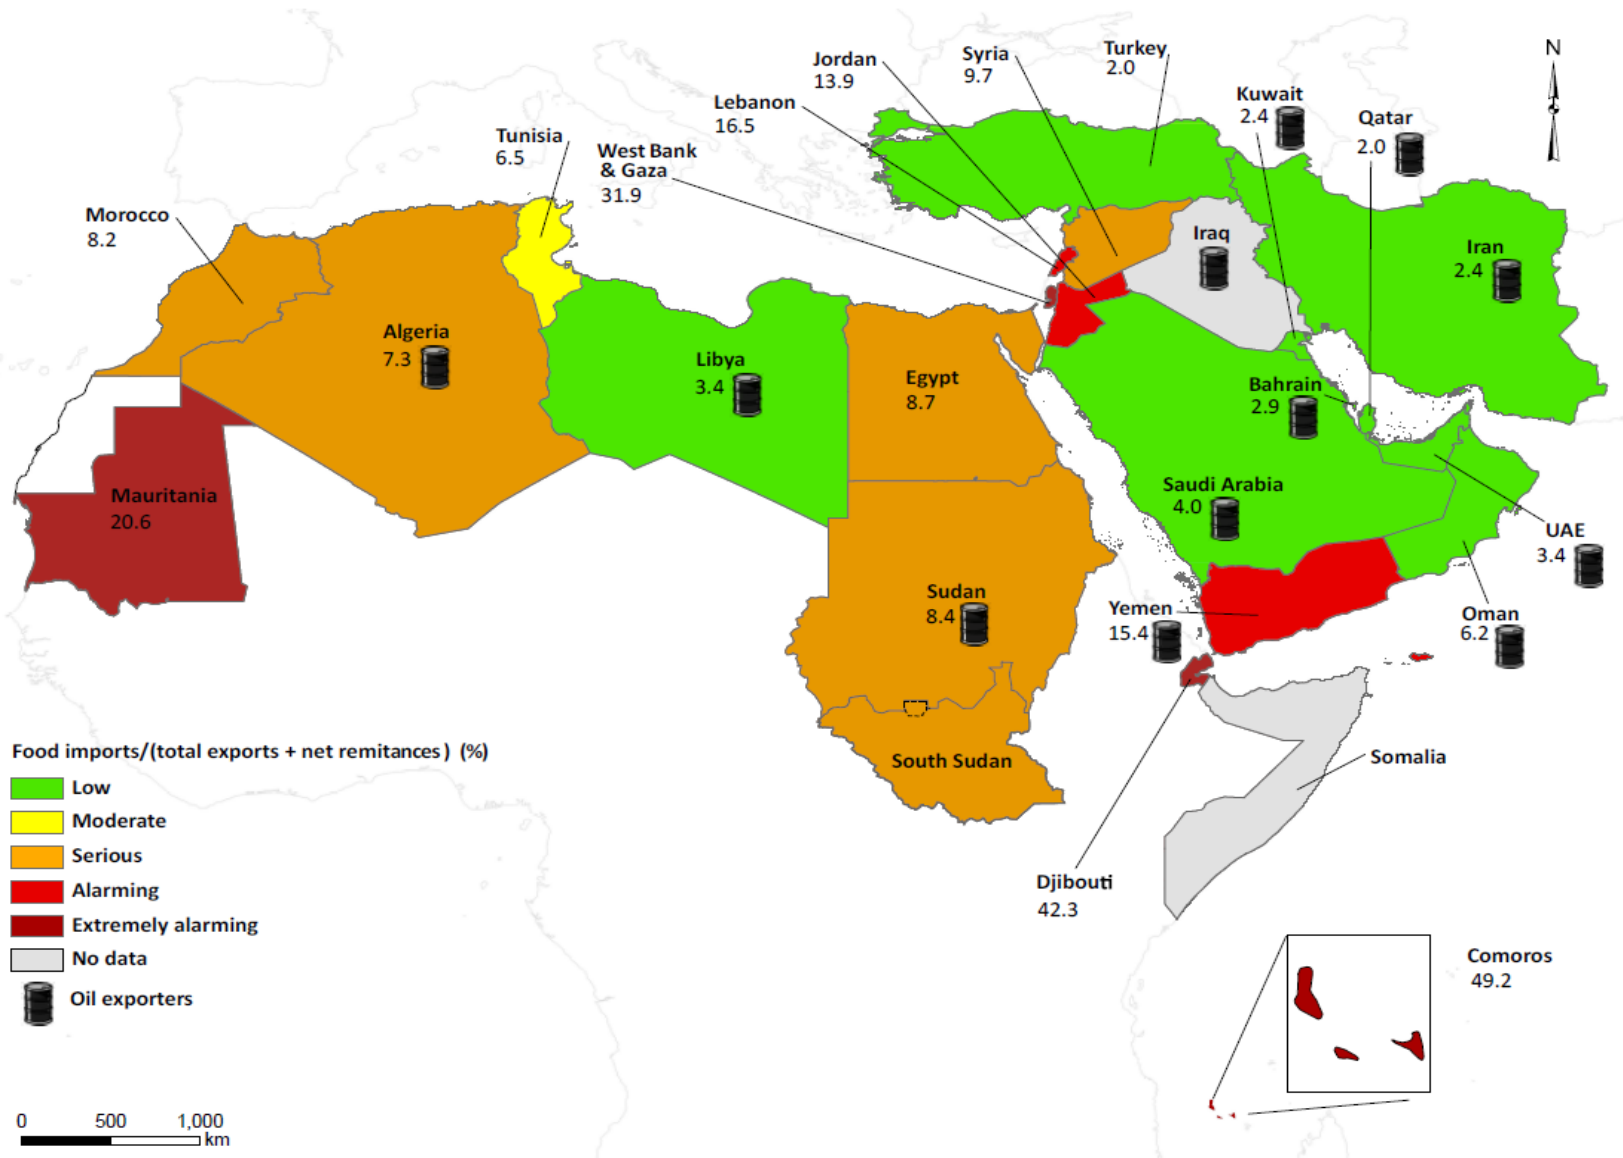 N
Turkey
2.0
Syria
9.7
Jordan
13.9
Lebanon
16.5
Kuwait
2.4
Qatar
2.0
Tunisia
6.5
West Bank
& Gaza
31.9
Morocco
8.2
Iraq
Iran
2.4
Algeria
7.3
Libya
3.4
Egypt
8.7
Bahrain
2.9
Mauritania
20.6
Saudi Arabia
4.0
UAE
3.4
Sudan
8.4
Yemen
15.4
Oman
6.2
South Sudan
Somalia
Djibouti
42.3
Comoros
49.2
Food imports/(total exports + net remitances) (%)
Low
Moderate
Serious
Alarming
Extremely alarming
No data
Oil exporters
0 500 1,000
km